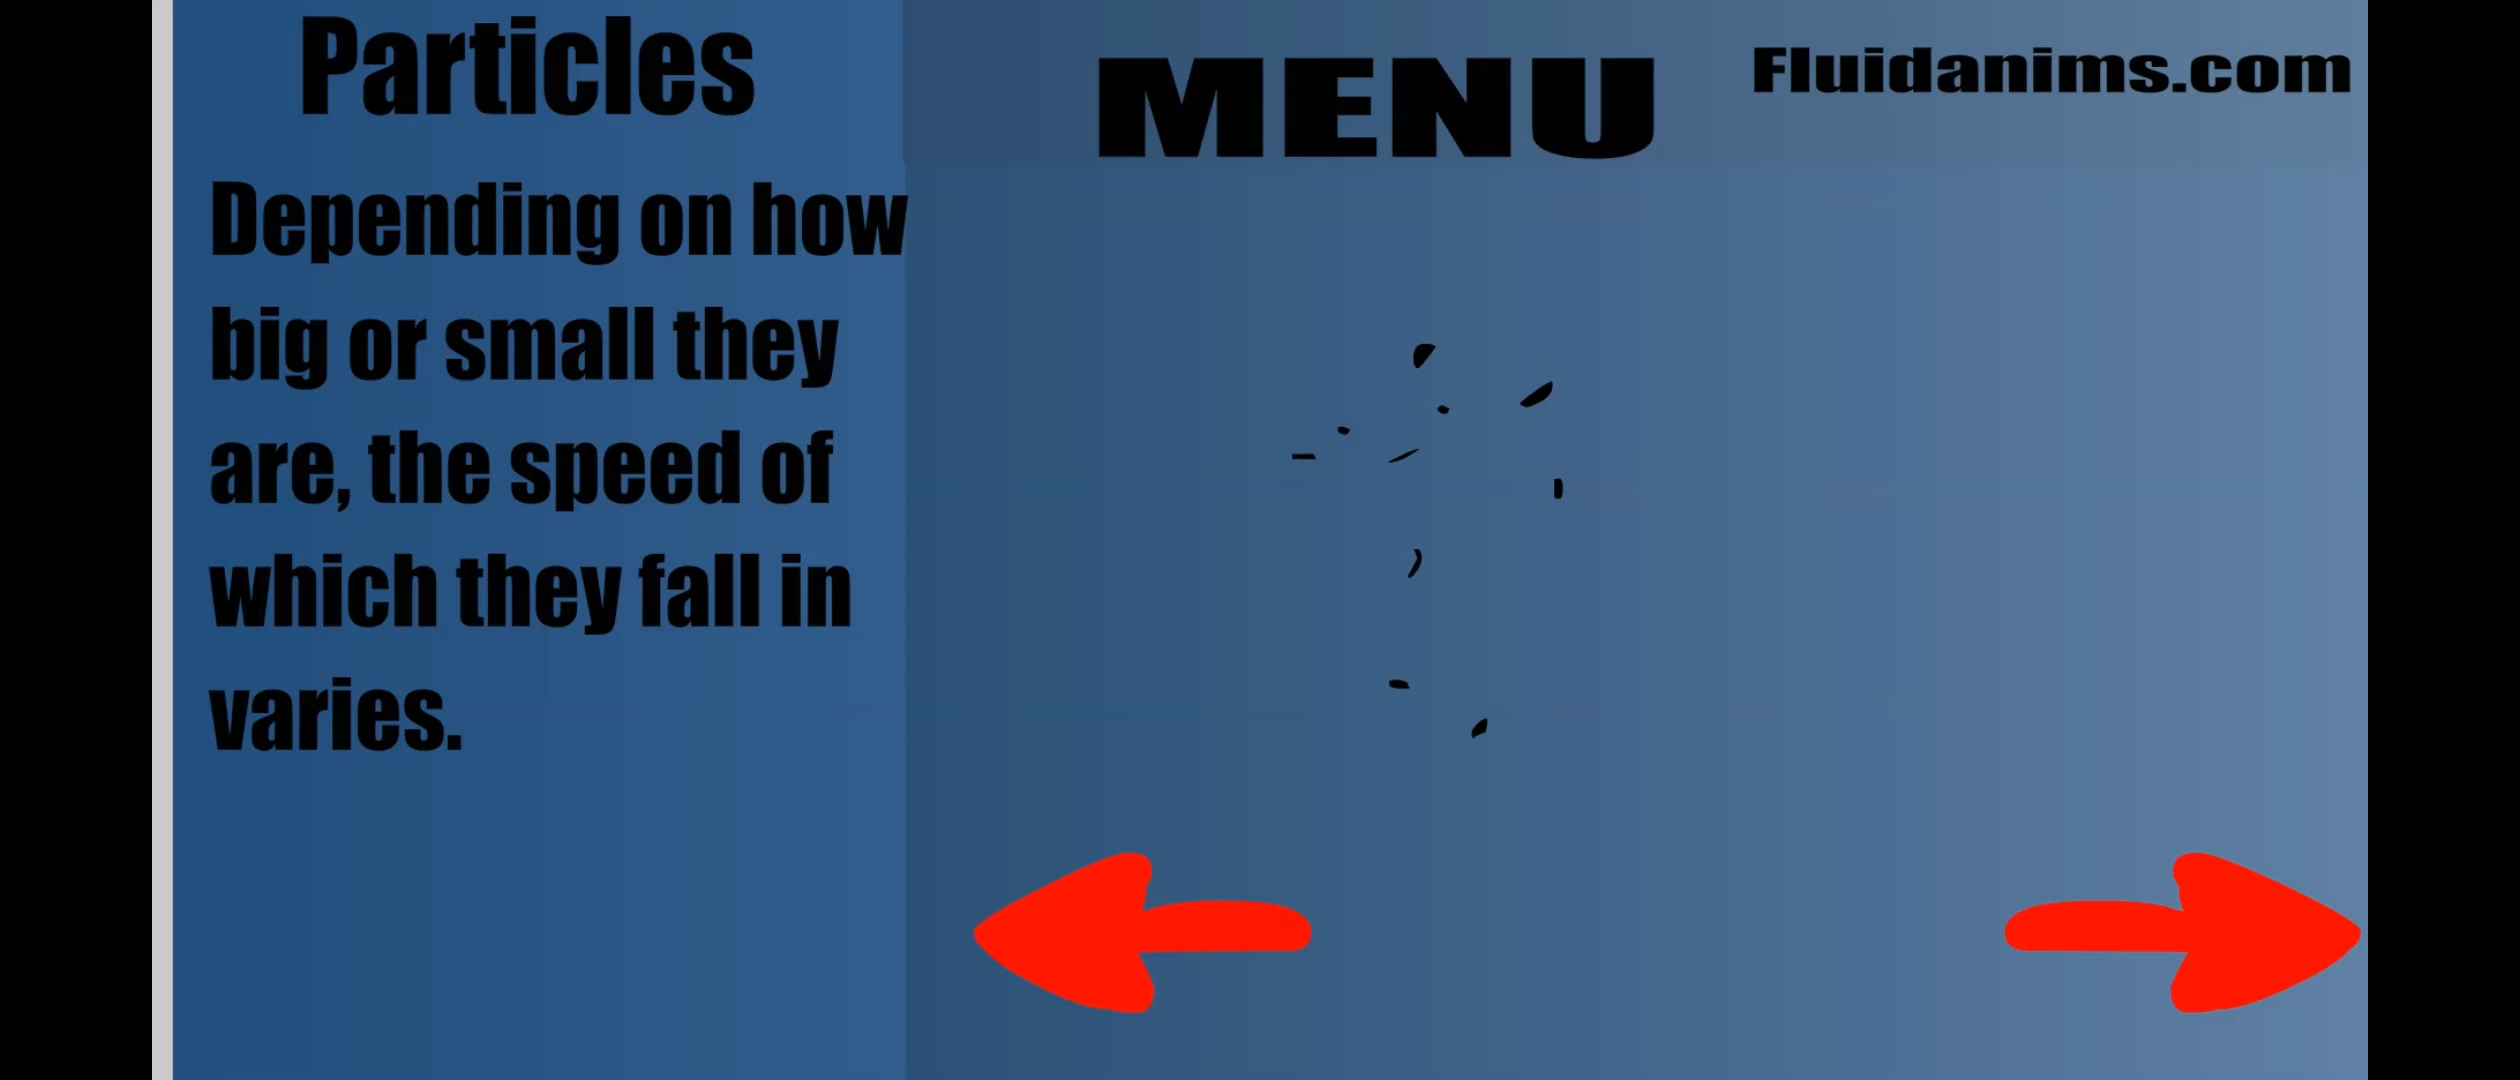 Particles
Depending on how
big or small they
are, the speed of
which they fall in
varies.
MENU
Fluidanims.com